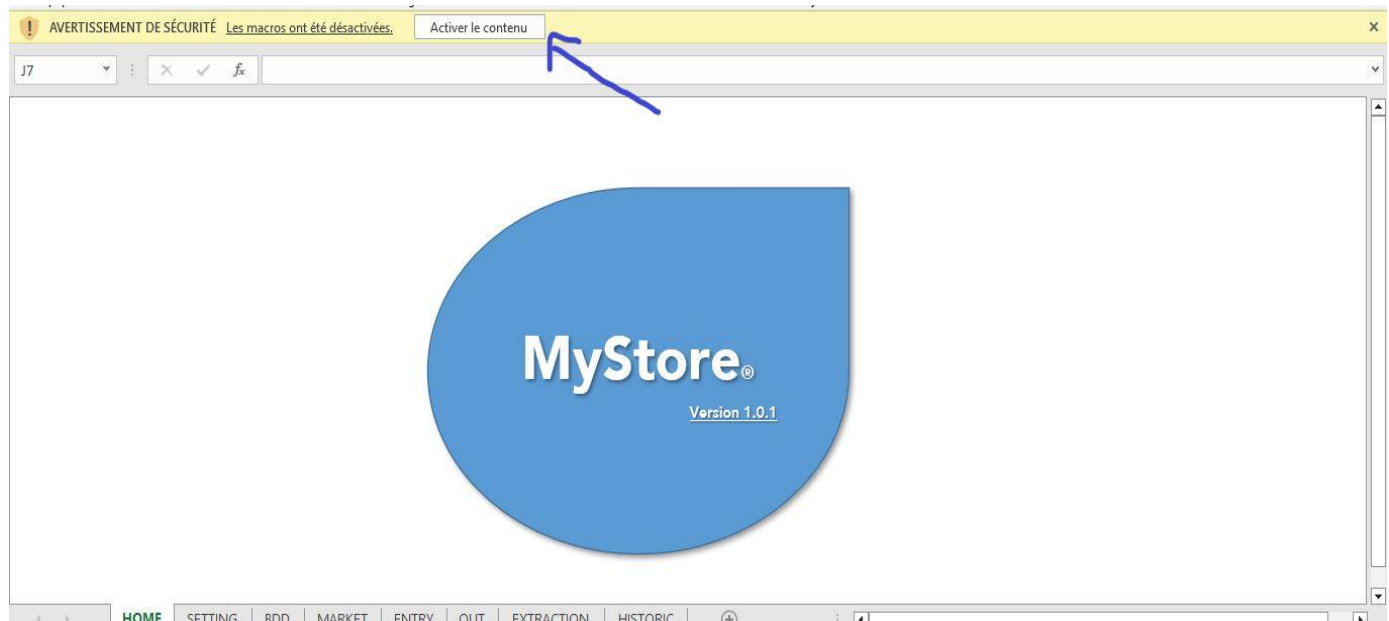 AVERTISSEMENT DE SÉCURITÉ Les macros ont été désactivées. Activer le contenu
J7 fx
MyStore®
Version 1.0.1
HOME SETTING BDD MARKET ENTRY OUT EXTRACTION HISTORIC